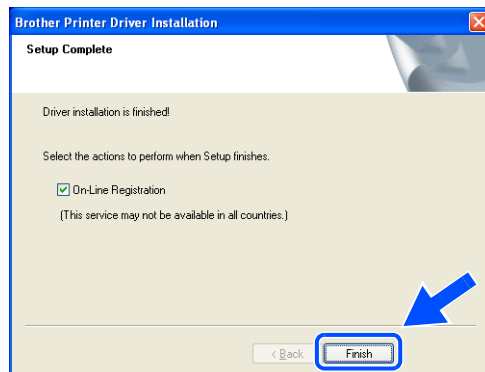 Brother Printer Driver Installation
Setup Complete
Driver installation is finished!
Select the actions to perform when Setup finishes.
On-Line Registration
(This service may not be available in all countries.)
< Back
Finish